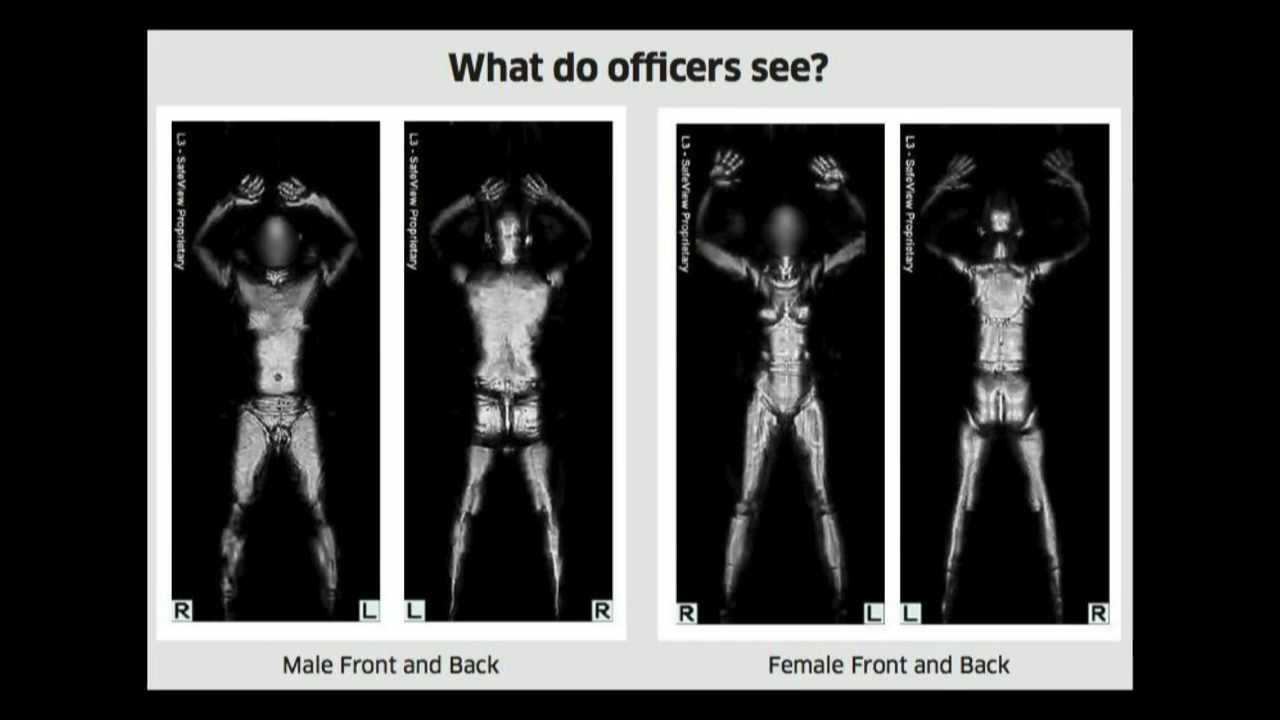 What do officers see?
L3 - SafeView Proprietary
L3 - SafeView Proprietary
L3 - SafeView Proprietary
L3 - SafeView Proprietary
R L
L R
R L
L R
Male Front and Back
Female Front and Back